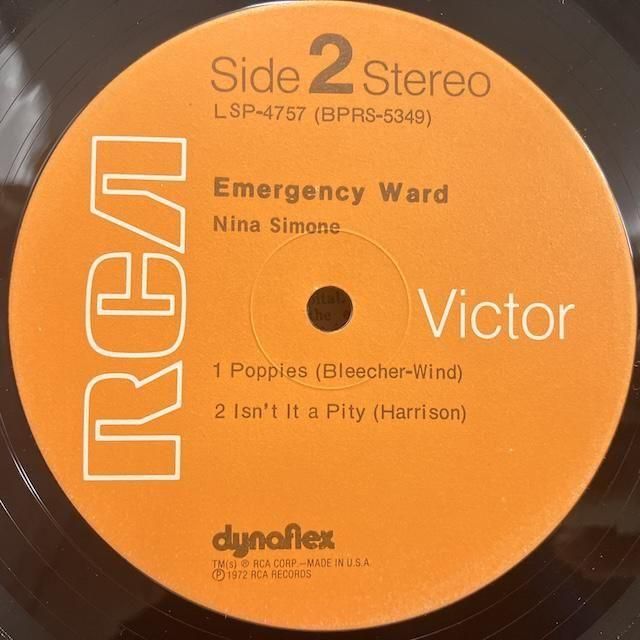 Side 2 Stereo
LSP-4757 (BPRS-5349)
RCA
Emergency Ward
Nina Simone
Victor
1 Poppies (Bleecher-Wind)
2 Isn't It a Pity (Harrison)
dynaflex
TM(s) ® RCA CORP.—MADE IN U.S.A.
Ⓟ1972 RCA RECORDS